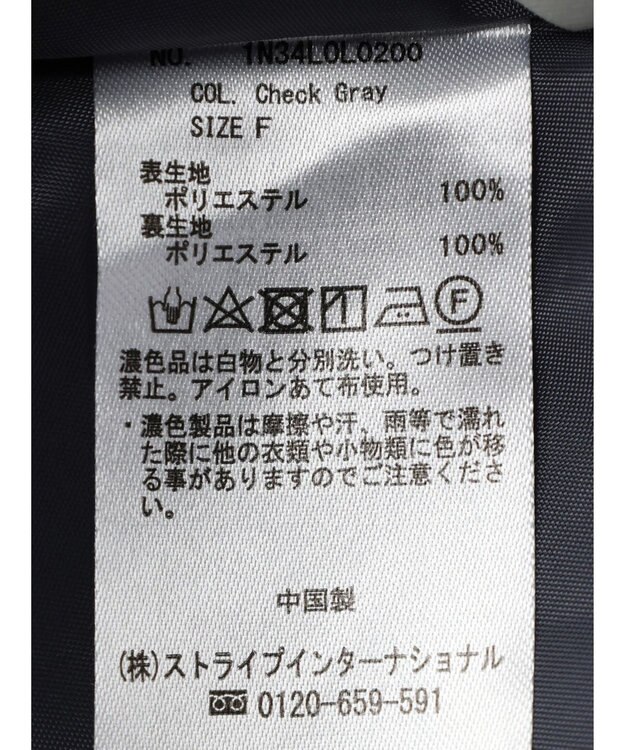 NO. 1N34L0L0200
COL. Check Gray
SIZE F
表生地
ポリエステル 100%
裏生地
ポリエステル 100%
F
濃色品は白物と分別洗い。つけ置き
禁止。アイロンあて布使用。
・濃色製品は摩擦や汗、雨等で濡れ
た際に他の衣類や小物類に色が移
る事がありますのでご注意くださ
い。
中国製
(株)ストライプインターナショナル
0120-659-591